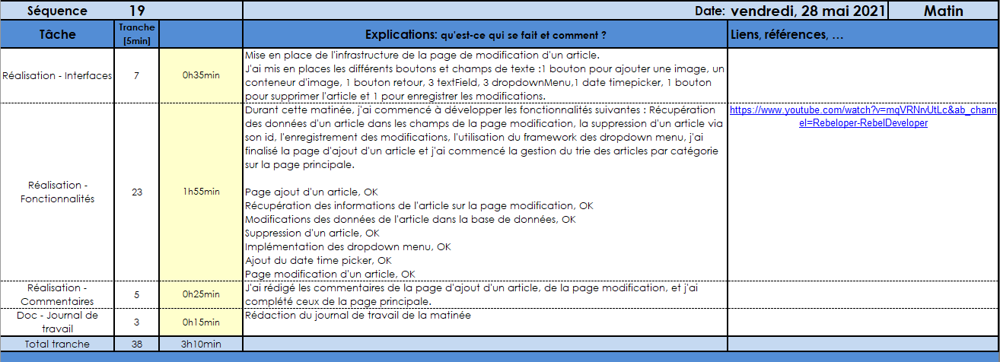 Séquence 19 Date: vendredi, 28 mai 2021 Matin
Tâche Tranche [5min] Explications: qu'est-ce qui se fait et comment ? Liens, références, ...
Réalisation - Interfaces 7 0h35min
Mise en place de l'infrastructure de la page de modification d'un article.
J'ai mis en places les différents boutons et champs de texte :1 bouton pour ajouter une image, un
conteneur d'image, 1 bouton retour, 3 textField, 3 dropdownMenu,1 date timepicker, 1 bouton
pour supprimer l'article et 1 pour enregistrer les modifications.
Réalisation -
Fonctionnalités
23 1h55min
Durant cette matinée, j'ai commencé à développer les fonctionnalités suivantes : Récupération
des données d'un article dans les champs de la page modification, la suppression d'un article via
son id, l'enregistrement des modifications, l'utilisation du framework des dropdown menu, j'ai
finalisé la page d'ajout d'un article et j'ai commencé la gestion du trie des articles par catégorie
sur la page principale.
Page ajout d'un article, OK
Récupération des informations de l'article sur la page modification, OK
Modifications des données de l'article dans la base de données, OK
Suppression d'un article, OK
Implémentation des dropdown menu, OK
Ajout du date time picker, OK
Page modification d'un article, OK
https://www.youtube.com/watch?v=mqVRNrvUtLc&ab_chann
el=Rebeloper-RebelDeveloper
Réalisation -
Commentaires
5 0h25min
J'ai rédigé les commentaires de la page d'ajout d'un article, de la page modification, et j'ai
complété ceux de la page principale.
Doc - Journal de
travail
3 0h15min
Rédaction du journal de travail de la matinée
Total tranche 38 3h10min